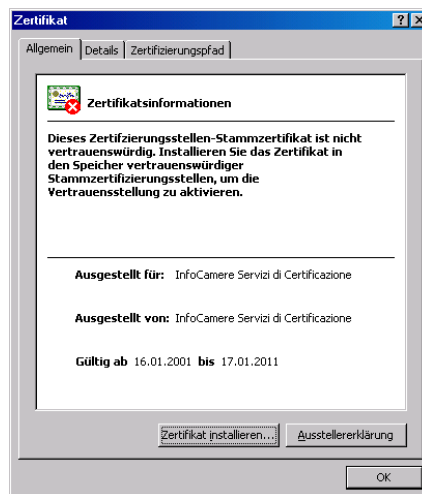 Zertifikat
Allgemein Details Zertifizierungspfad
Zertifikatsinformationen
Dieses Zertifzierungsstellen-Stammzertifikat ist nicht
vertrauenswürdig. Installieren Sie das Zertifikat in
den Speicher vertrauenswürdiger
Stammzertifizierungsstellen, um die
Vertrauensstellung zu aktivieren.
Ausgestellt für: InfoCamere Servizi di Certificazione
Ausgestellt von: InfoCamere Servizi di Certificazione
Gültig ab 16.01.2001 bis 17.01.2011
Zertifikat installieren... Ausstellererklärung
OK